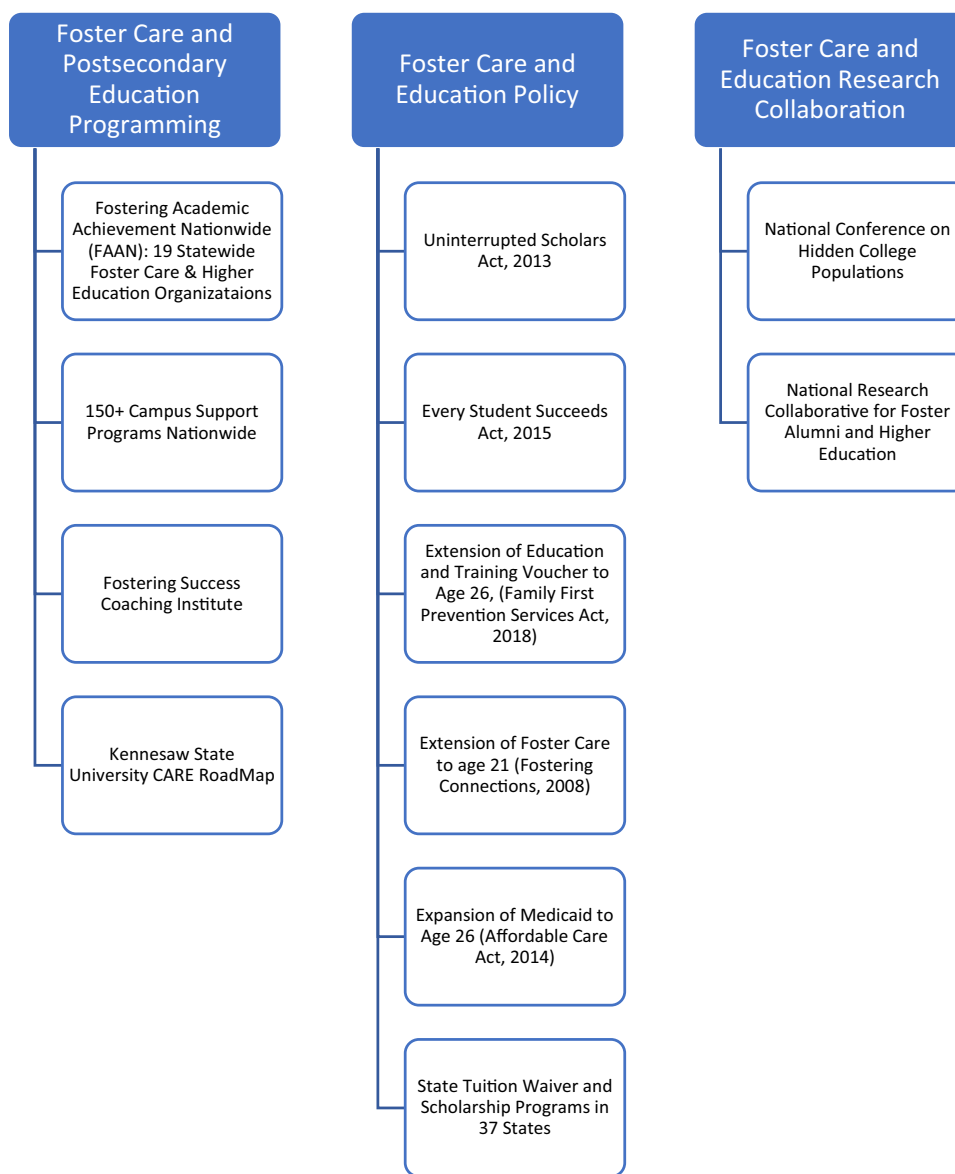 Foster Care and
Postsecondary
Education
Programming
Fostering Academic
Achievement Nationwide
(FAAN): 19 Statewide
Foster Care & Higher
Education Organizataions
150+ Campus Support
Programs Nationwide
Fostering Success
Coaching Institute
Kennesaw State
University CARE RoadMap
Foster Care and
Education Policy
Uninterrupted Scholars
Act, 2013
Every Student Succeeds
Act, 2015
Extension of Education
and Training Voucher to
Age 26, (Family First
Prevention Services Act,
2018)
Extension of Foster Care
to age 21 (Fostering
Connections, 2008)
Expansion of Medicaid to
Age 26 (Affordable Care
Act, 2014)
State Tuition Waiver and
Scholarship Programs in
37 States
Foster Care and
Education Research
Collaboration
National Conference on
Hidden College
Populations
National Research
Collaborative for Foster
Alumni and Higher
Education